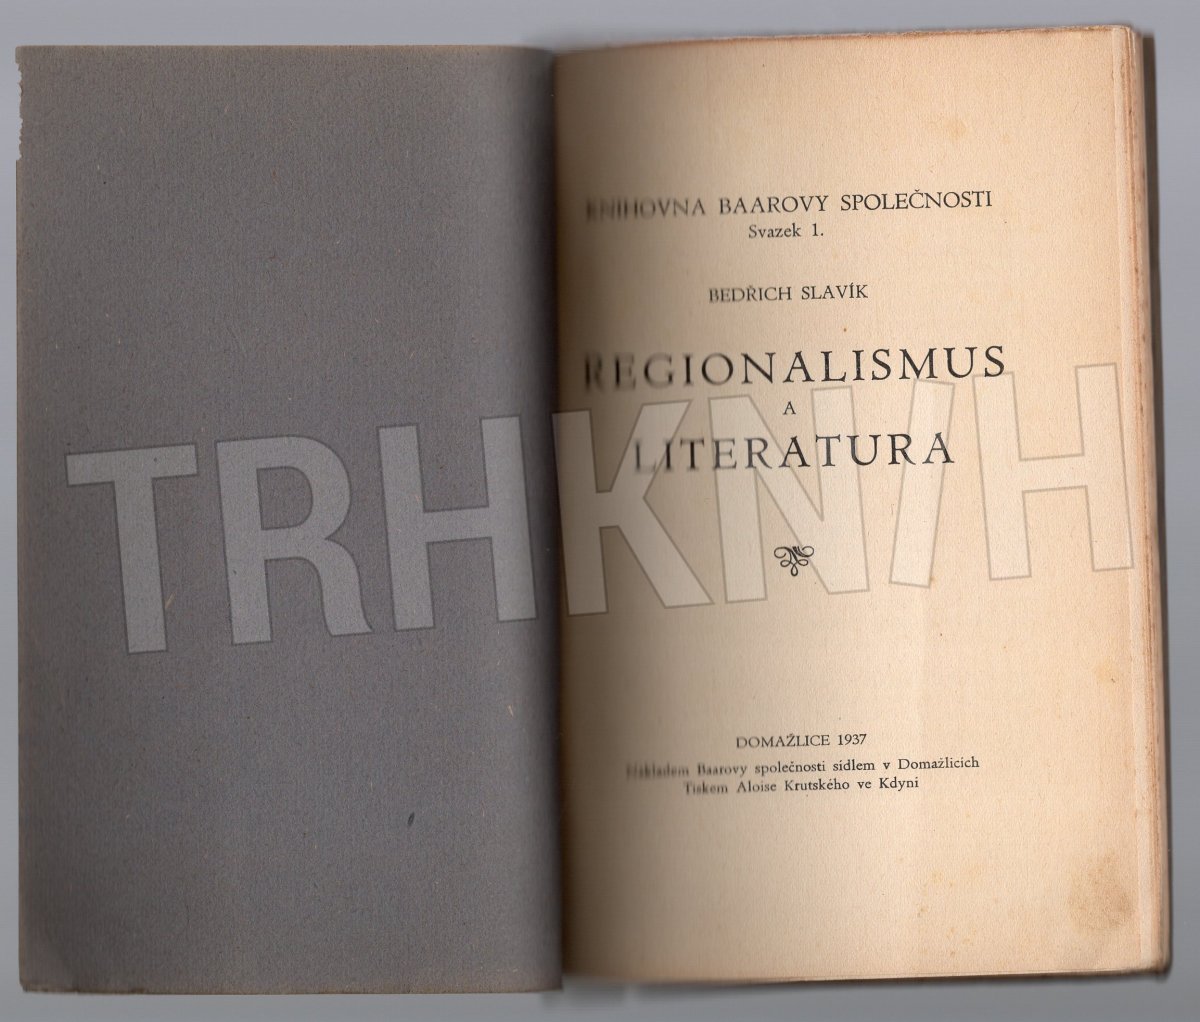 KNIHOVNA BAAROVY SPOLEČNOSTI
Svazek 1.
BEDŘICH SLAVÍK
REGIONALISMUS
A
LITERATURA
TRHKNIH
DOMAŽLICE 1937
Nákladem Baarovy společnosti sídlem v Domažlicích
Tiskem Aloise Krutského ve Kdyni